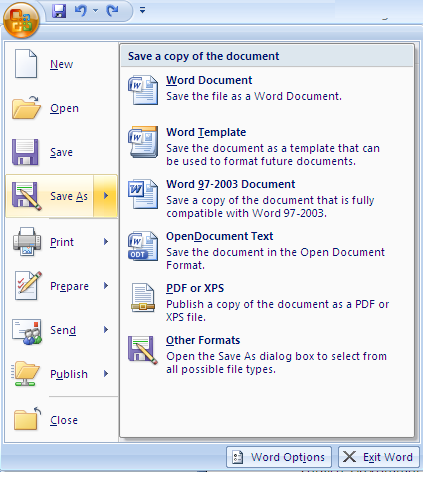 New
Open
Save
Save As
Print
Prepare
Send
Publish
Close
Save a copy of the document
Word Document
Save the file as a Word Document.
Word Template
Save the document as a template that can
be used to format future documents.
Word 97-2003 Document
Save a copy of the document that is fully
compatible with Word 97-2003.
OpenDocument Text
Save the document in the Open Document
Format.
ODT
PDF or XPS
Publish a copy of the document as a PDF or
XPS file.
Other Formats
Open the Save As dialog box to select from
all possible file types.
Word Options
Exit Word